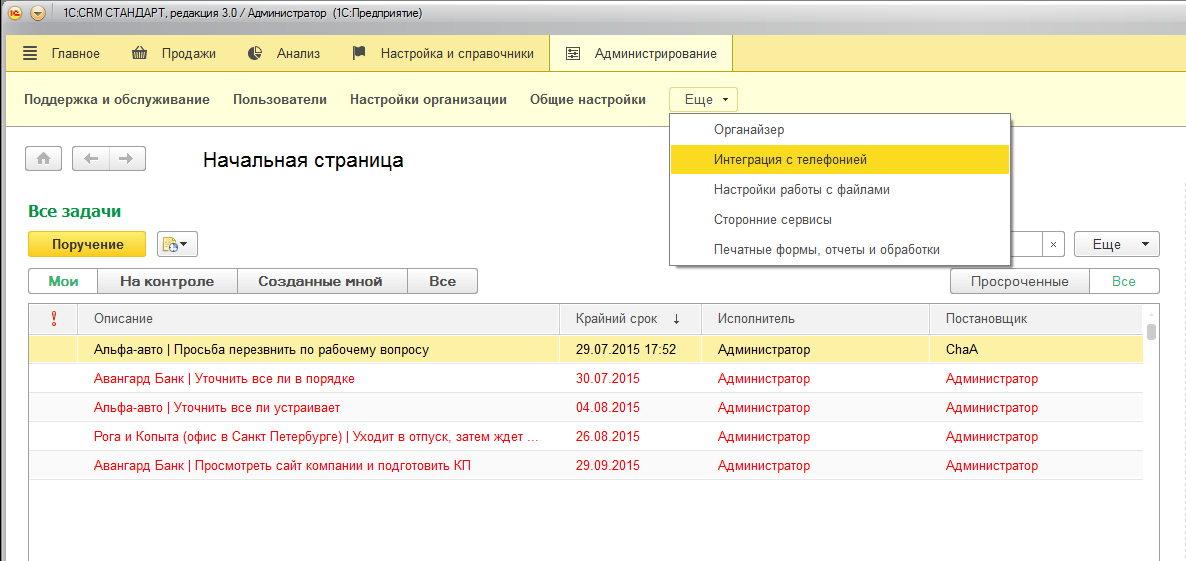 1С:CRM СТАНДАРТ, редакция 3.0 / Администратор (1С:Предприятие)
Главное Продажи Анализ Настройка и справочники Администрирование
Поддержка и обслуживание Пользователи Настройки организации Общие настройки Еще
Органайзер
Интеграция с телефонией
Настройки работы с файлами
Сторонние сервисы
Печатные формы, отчеты и обработки
Начальная страница
Все задачи
Поручение Еще
Мои На контроле Созданные мной Все Просроченные Все
Описание Крайний срок ↓ Исполнитель Постановщик
Альфа-авто | Просьба перезвнить по рабочему вопросу 29.07.2015 17:52 Администратор ChaA
Авангард Банк | Уточнить все ли в порядке 30.07.2015 Администратор Администратор
Альфа-авто | Уточнить все ли устраивает 04.08.2015 Администратор Администратор
Рога и Копыта (офис в Санкт Петербурге) | Уходит в отпуск, затем ждет ... 26.08.2015 Администратор Администратор
Авангард Банк | Просмотреть сайт компании и подготовить КП 29.09.2015 Администратор Администратор